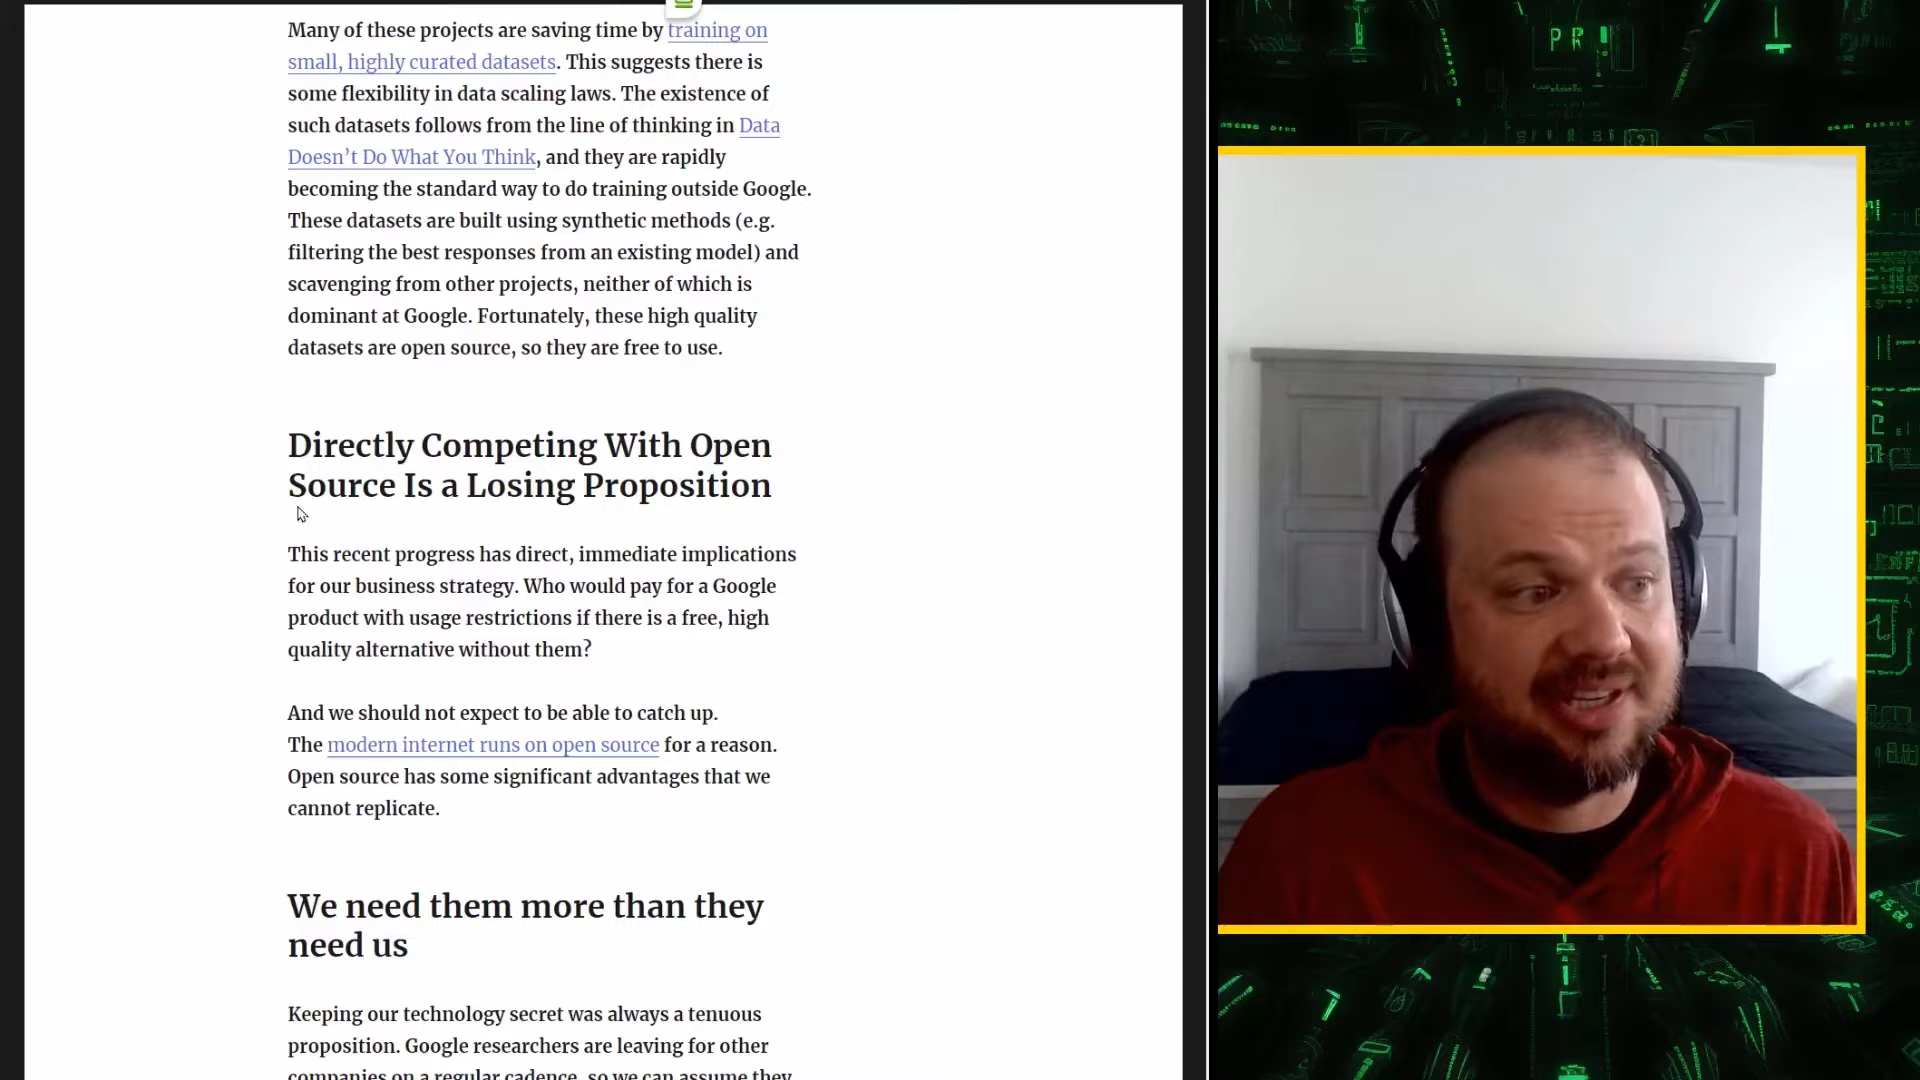 Many of these projects are saving time by training on
small, highly curated datasets. This suggests there is
some flexibility in data scaling laws. The existence of
such datasets follows from the line of thinking in Data
Doesn’t Do What You Think, and they are rapidly
becoming the standard way to do training outside Google.
These datasets are built using synthetic methods (e.g.
filtering the best responses from an existing model) and
scavenging from other projects, neither of which is
dominant at Google. Fortunately, these high quality
datasets are open source, so they are free to use.
Directly Competing With Open
Source Is a Losing Proposition
This recent progress has direct, immediate implications
for our business strategy. Who would pay for a Google
product with usage restrictions if there is a free, high
quality alternative without them?
And we should not expect to be able to catch up.
The modern internet runs on open source for a reason.
Open source has some significant advantages that we
cannot replicate.
We need them more than they
need us
Keeping our technology secret was always a tenuous
proposition. Google researchers are leaving for other
companies on a regular cadence, so we can assume they